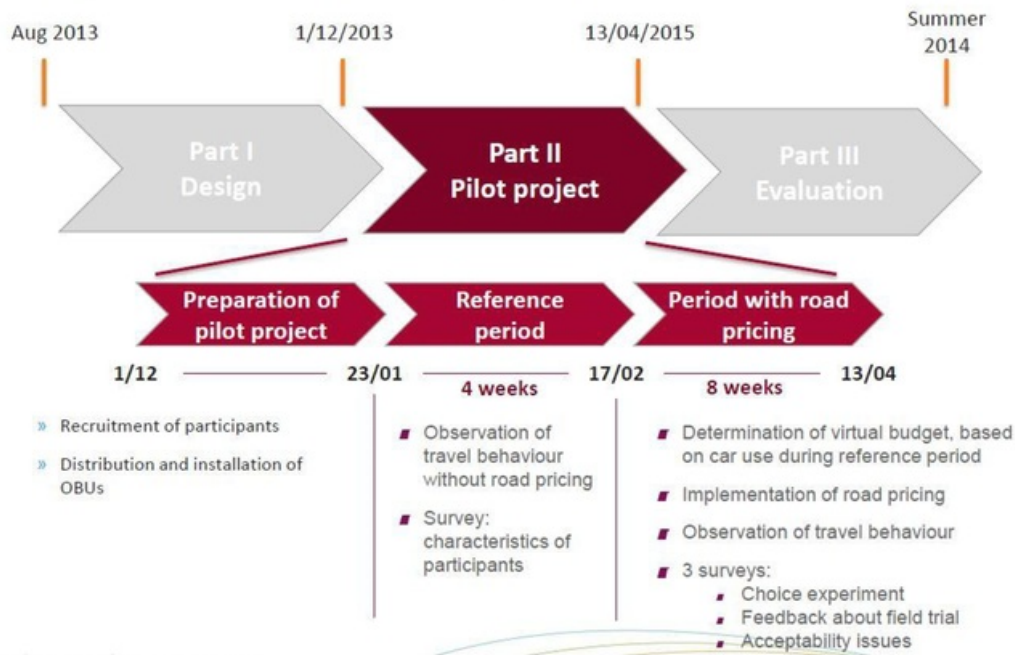 Aug 2013
1/12/2013
13/04/2015
Summer
2014
Part I
Design
Part II
Pilot project
Part III
Evaluation
Preparation of
pilot project
Reference
period
Period with road
pricing
1/12
23/01
4 weeks
17/02
8 weeks
13/04
» Recruitment of participants
» Distribution and installation of
OBUs
Observation of
travel behaviour
without road pricing
Survey:
characteristics of
participants
Determination of virtual budget, based
on car use during reference period
Implementation of road pricing
Observation of travel behaviour
3 surveys:
Choice experiment
Feedback about field trial
Acceptability issues